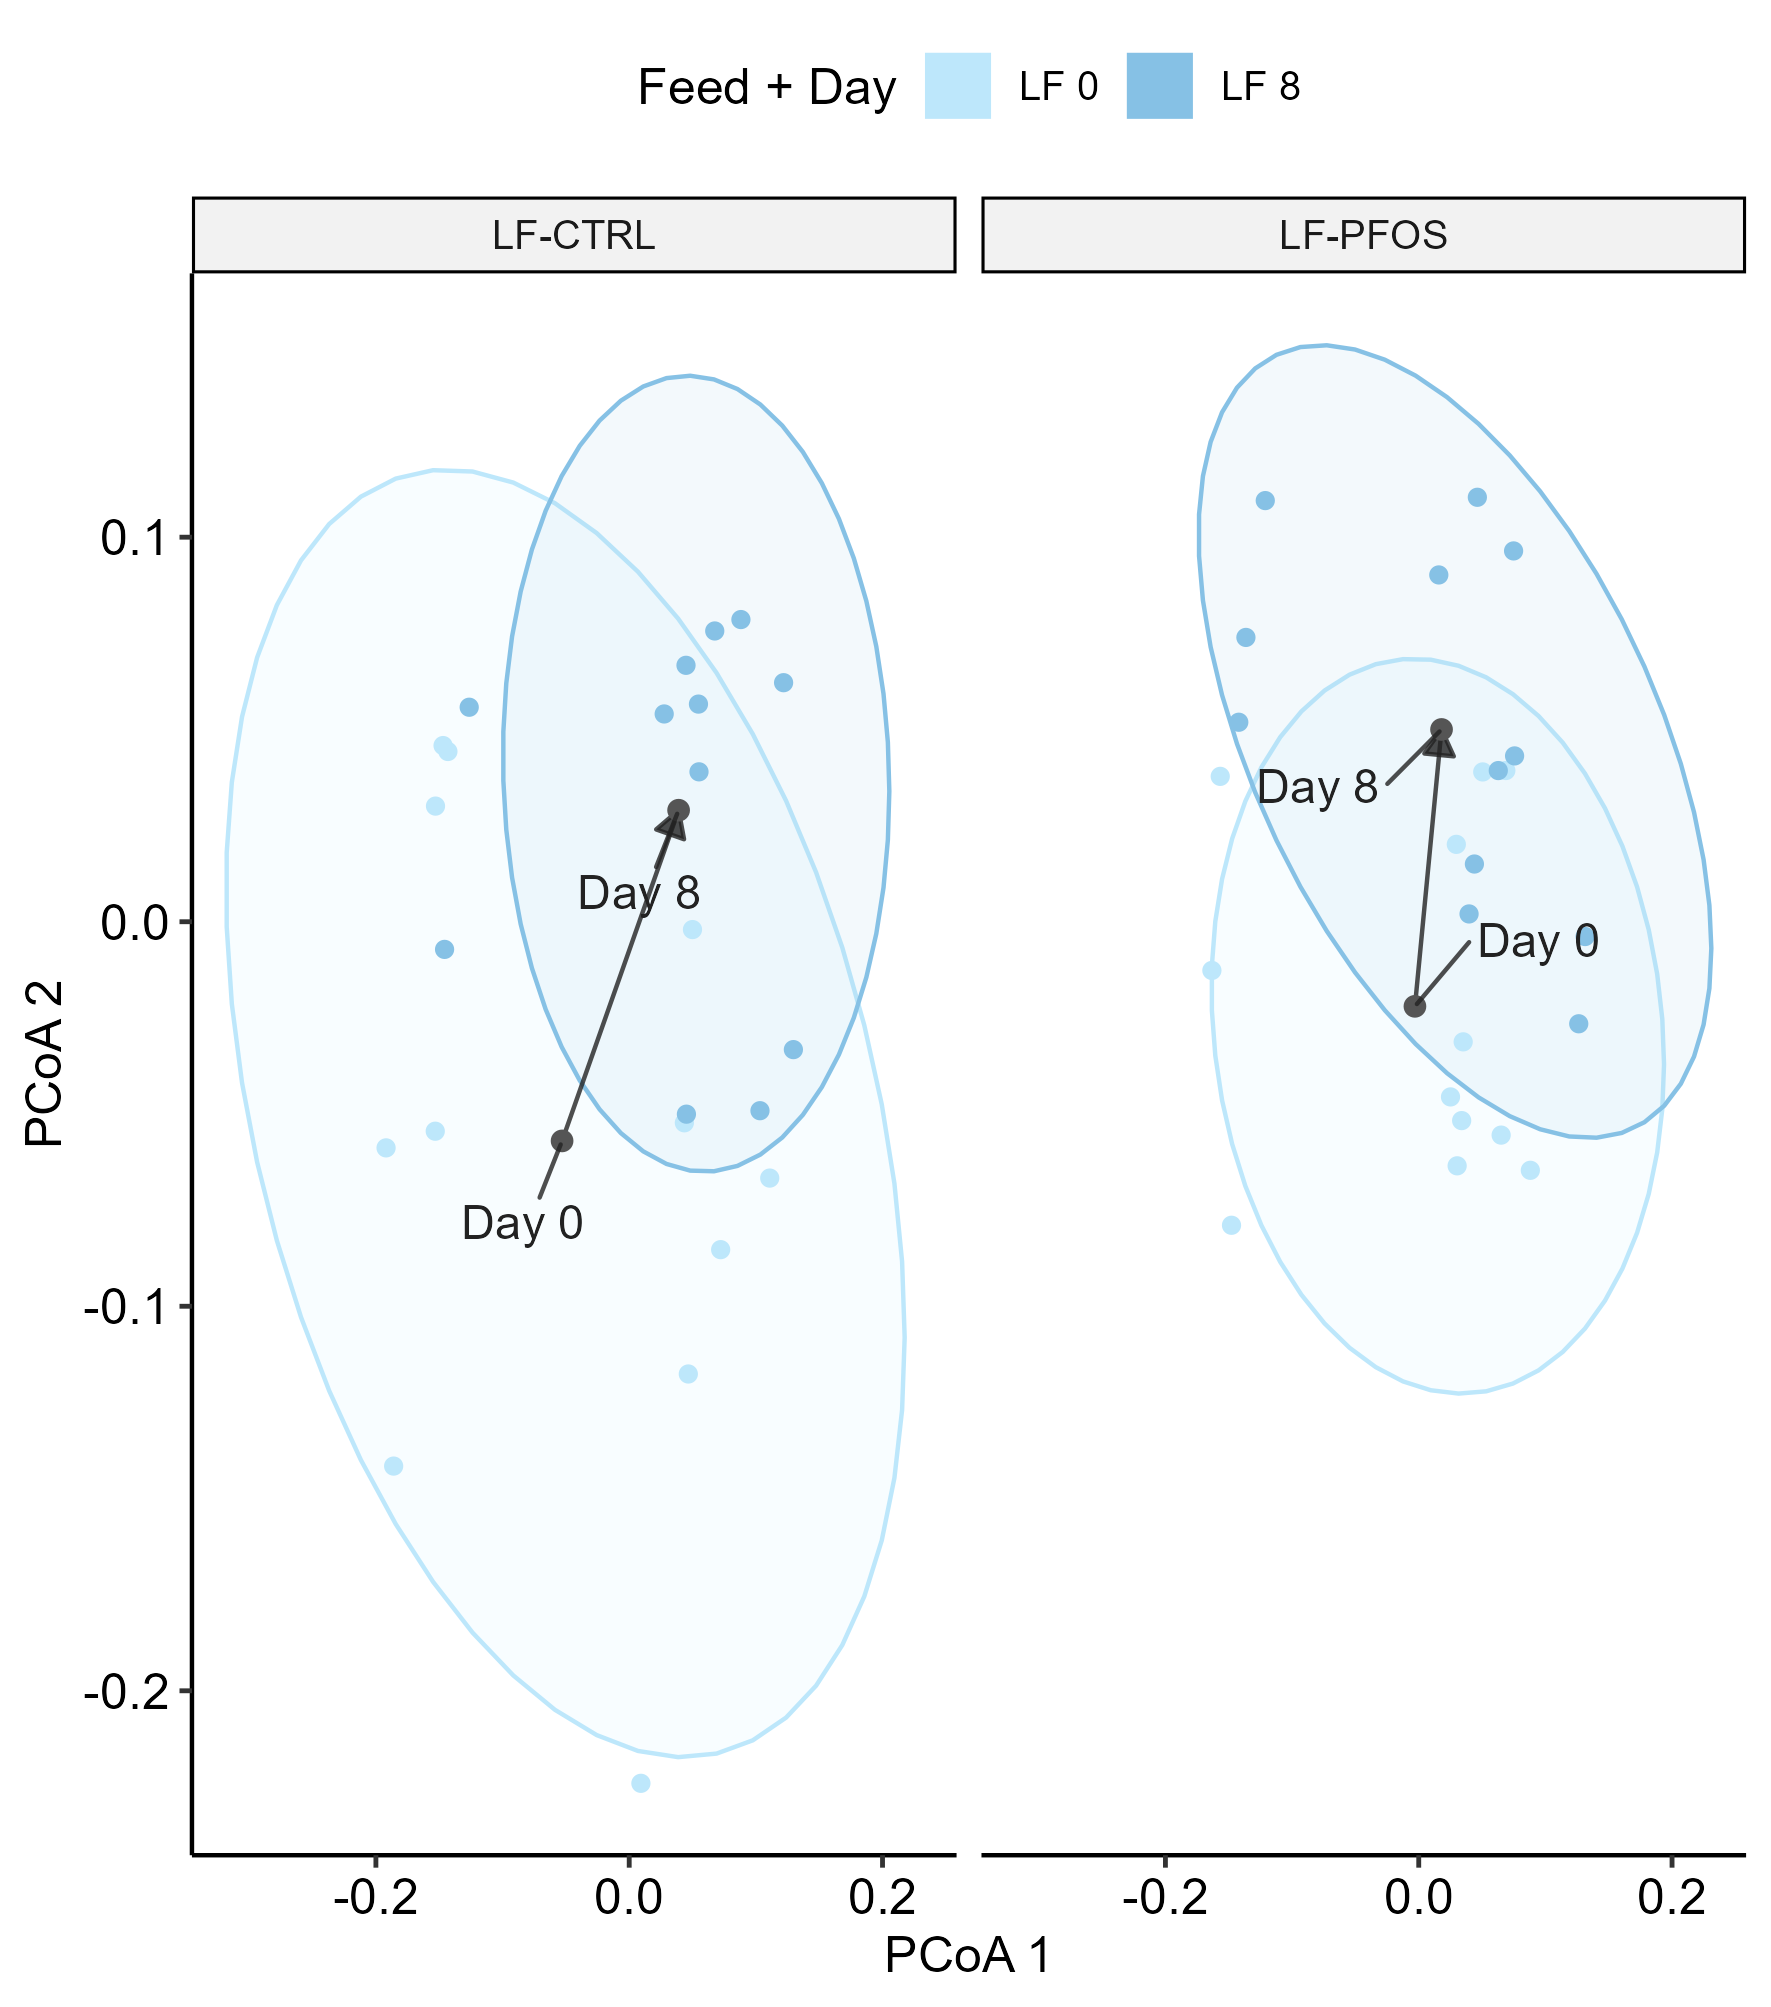 Feed + Day LF 0 LF 8
LF-CTRL LF-PFOS
0.1
0.0
-0.1
-0.2
PCoA 2
Day 8
Day 0
Day 8
Day 0
-0.2 0.0 0.2 -0.2 0.0 0.2
PCoA 1